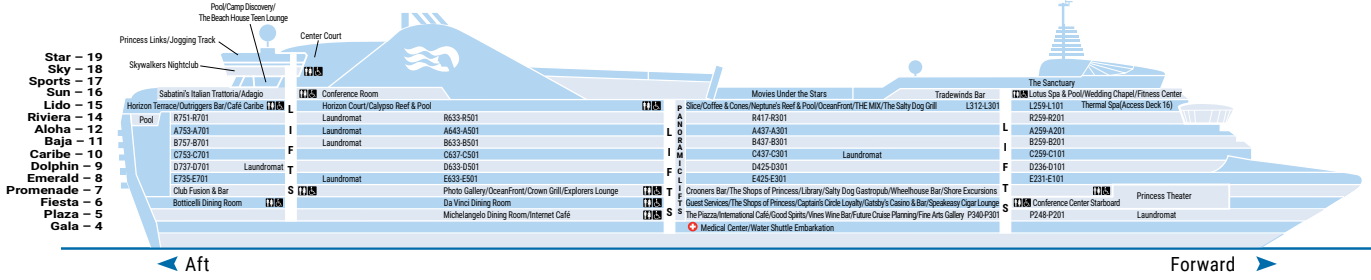 Pool/Camp Discovery/
The Beach House Teen Lounge
Princess Links/Jogging Track
Center Court
Skywalkers Nightclub
Star – 19
Sky – 18
Sports – 17
Sun – 16
Lido – 15
Riviera – 14
Aloha – 12
Baja – 11
Caribe – 10
Dolphin – 9
Emerald – 8
Promenade – 7
Fiesta – 6
Plaza – 5
Gala – 4
The Sanctuary
Sabatini's Italian Trattoria/Adagio
Conference Room
Movies Under the Stars
Tradewinds Bar
Lotus Spa & Pool/Wedding Chapel/Fitness Center
Horizon Terrace/Outriggers Bar/Café Caribe
Horizon Court/Calypso Reef & Pool
Slice/Coffee & Cones/Neptune's Reef & Pool/OceanFront/THE MIX/The Salty Dog Grill
L312-L301
L259-L101
Thermal Spa(Access Deck 16)
Pool
R751-R701
Laundromat
R633-R501
R417-R301
R259-R201
A753-A701
Laundromat
A643-A501
A437-A301
A259-A201
B757-B701
Laundromat
B633-B501
B437-B301
B259-B201
C753-C701
C637-C501
C437-C301
Laundromat
C259-C101
D737-D701
Laundromat
D633-D501
D425-D301
D236-D101
E735-E701
Laundromat
E633-E501
E425-E301
E231-E101
Club Fusion & Bar
Photo Gallery/OceanFront/Crown Grill/Explorers Lounge
Crooners Bar/The Shops of Princess/Library/Salty Dog Gastropub/Wheelhouse Bar/Shore Excursions
Princess Theater
Botticelli Dining Room
Da Vinci Dining Room
Guest Services/The Shops of Princess/Captain's Circle Loyalty/Gatsby's Casino & Bar/Speakeasy Cigar Lounge
Conference Center Starboard
Michelangelo Dining Room/Internet Café
The Piazza/International Café/Good Spirits/Vines Wine Bar/Future Cruise Planning/Fine Arts Gallery
P340-P301
P248-P201
Laundromat
Medical Center/Water Shuttle Embarkation
LIFTS
LIFTS
PANORAMIC LIFTS
LIFTS
Aft
Forward